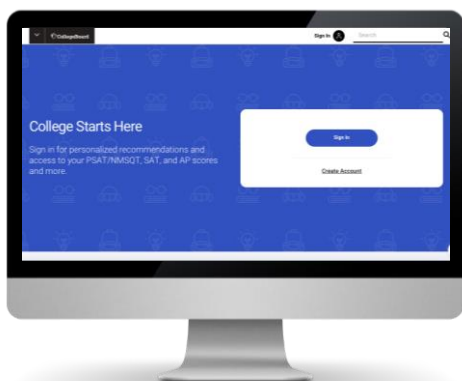 CollegeBoard
Sign In
Search
College Starts Here
Sign in for personalized recommendations and
access to your PSAT/NMSQT, SAT, and AP scores
and more.
Sign In
Create Account